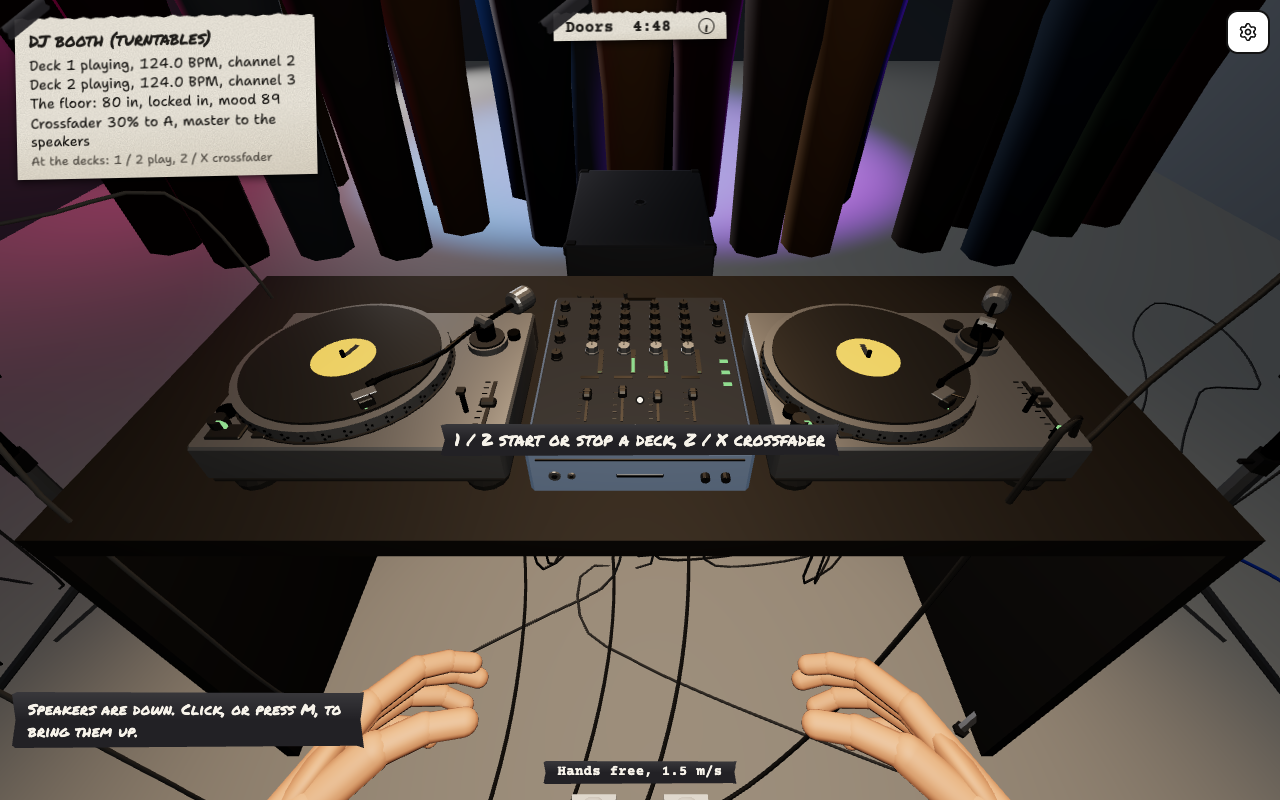 DJ booth (turntables)
Deck 1 playing, 124.0 BPM, channel 2
Deck 2 playing, 124.0 BPM, channel 3
The floor: 80 in, locked in, mood 89
Crossfader 30% to A, master to the
speakers
At the decks: 1 / 2 play, Z / X crossfader
Doors 4:48
1 / 2 start or stop a deck, Z / X crossfader
Speakers are down. Click, or press M, to
bring them up.
Hands free, 1.5 m/s